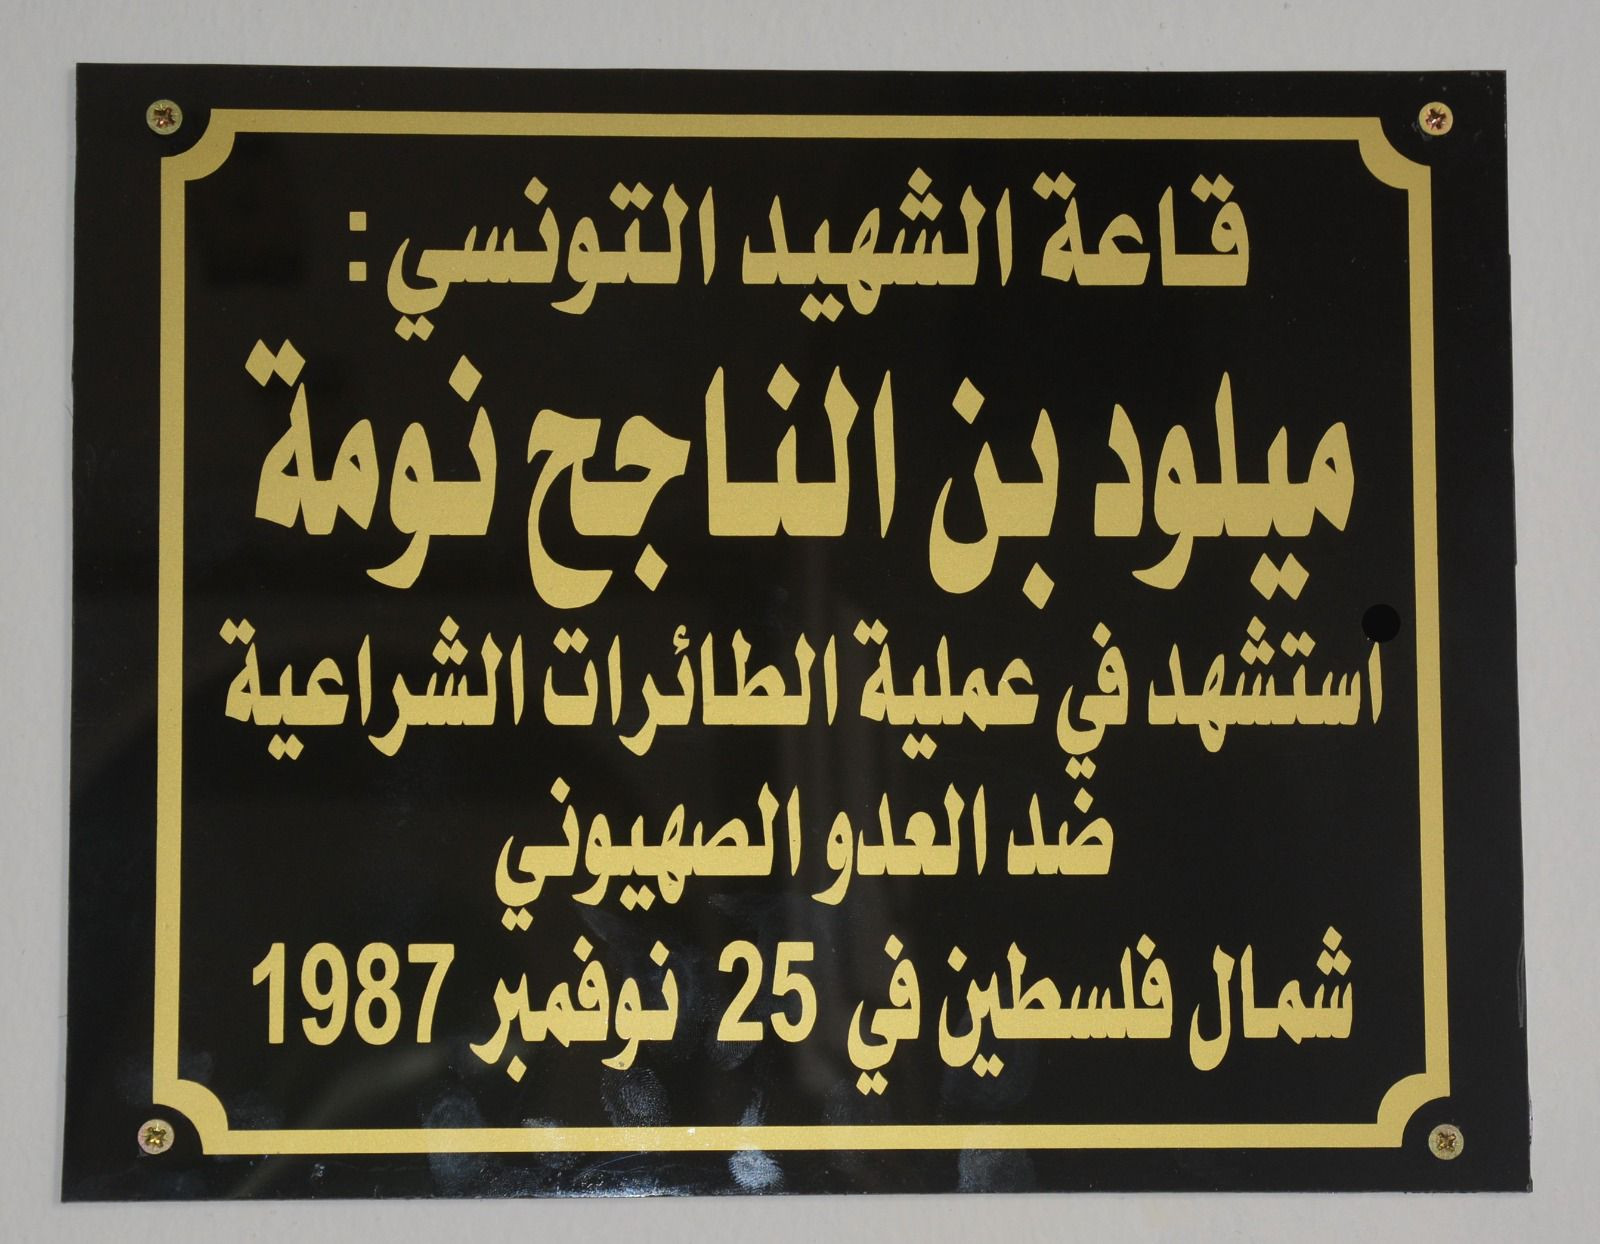 قاعة الشهيد التونسي :
ميلود بن الناجح نومة
استشهد في عملية الطائرات الشراعية
ضد العدو الصهيوني
شمال فلسطين في 25 نوفمبر 1987